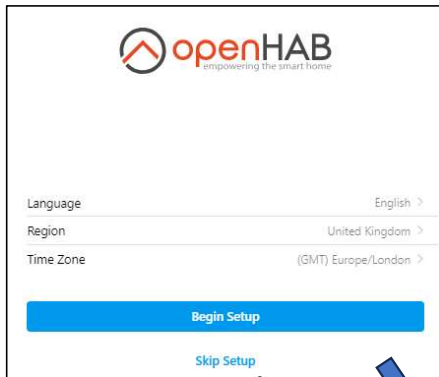 openHAB
empowering the smart home
Language English >
Region United Kingdom >
Time Zone (GMT) Europe/London >
Begin Setup
Skip Setup